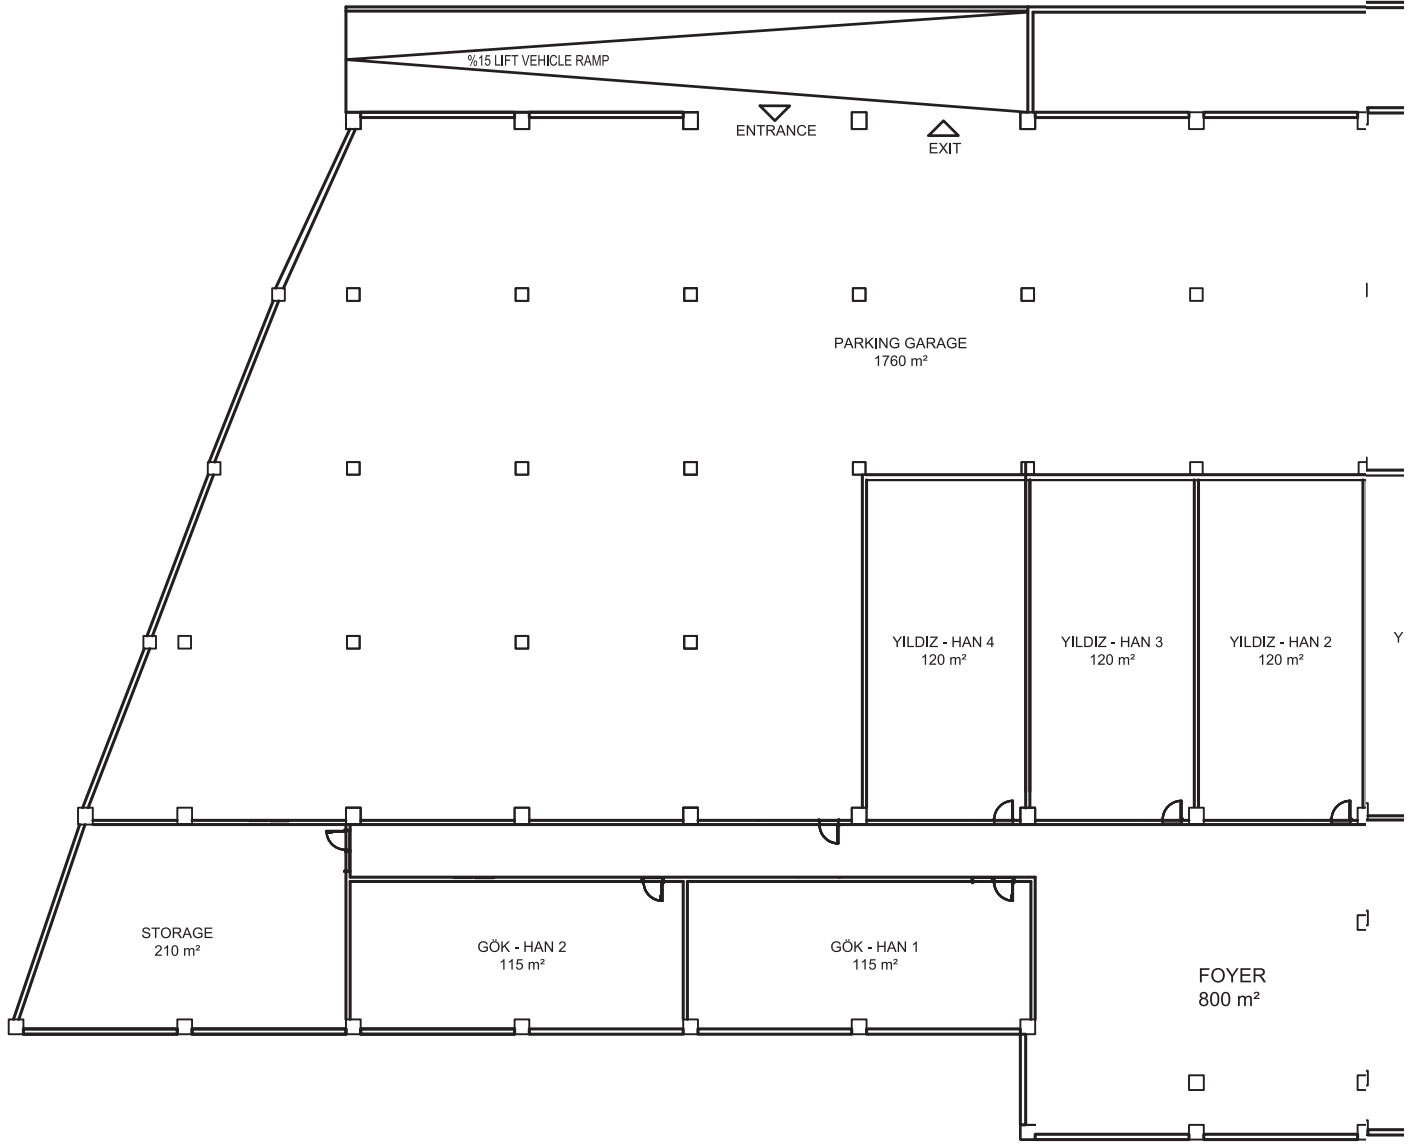 %15 LIFT VEHICLE RAMP
ENTRANCE
EXIT
PARKING GARAGE
1760 m²
YILDIZ - HAN 4
120 m²
YILDIZ - HAN 3
120 m²
YILDIZ - HAN 2
120 m²
Y
STORAGE
210 m²
GÖK - HAN 2
115 m²
GÖK - HAN 1
115 m²
FOYER
800 m²